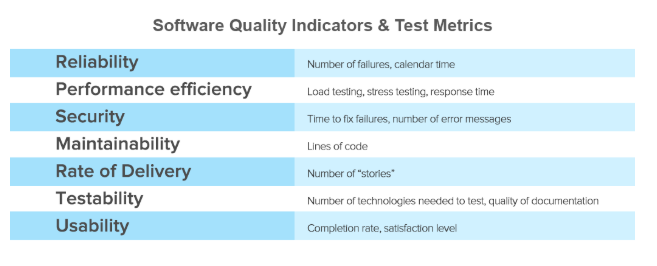 Software Quality Indicators & Test Metrics
Reliability Number of failures, calendar time
Performance efficiency Load testing, stress testing, response time
Security Time to fix failures, number of error messages
Maintainability Lines of code
Rate of Delivery Number of “stories”
Testability Number of technologies needed to test, quality of documentation
Usability Completion rate, satisfaction level